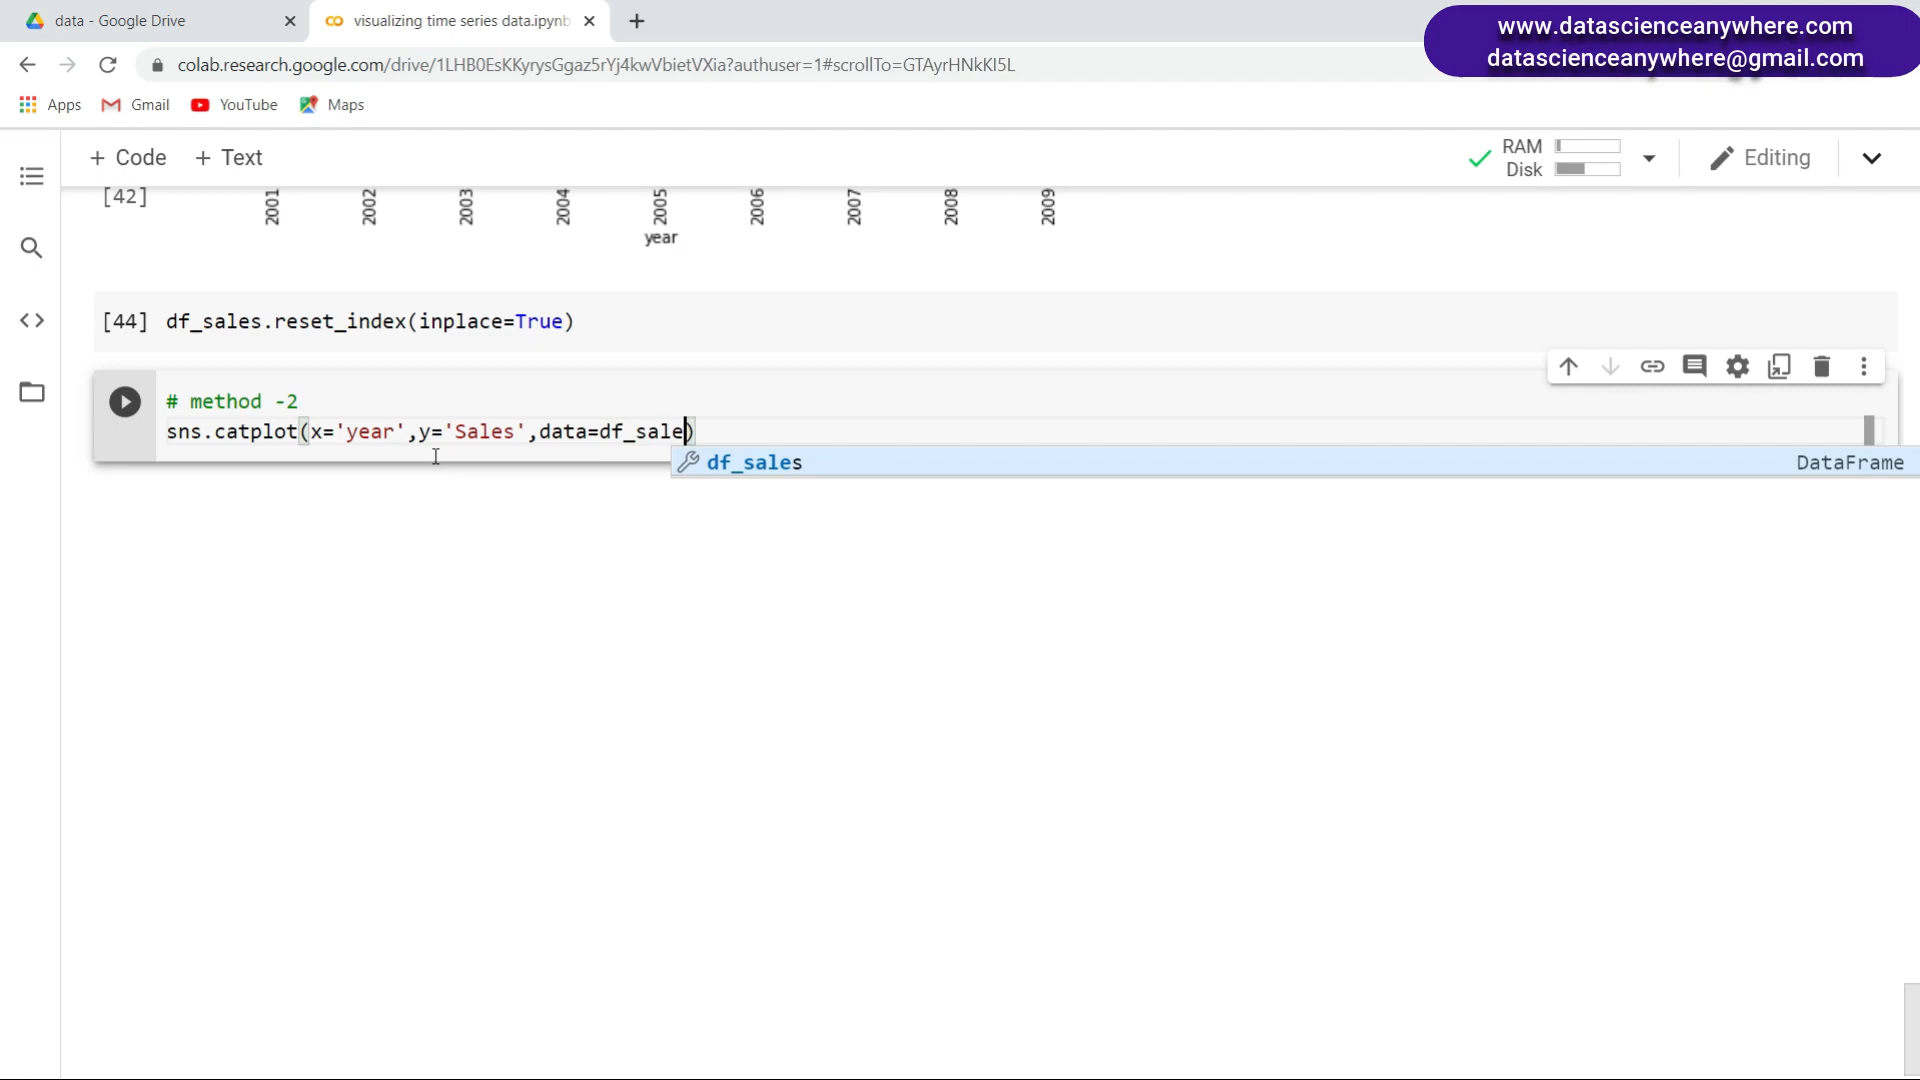 data - Google Drive
visualizing time series data.ipynb
www.datascienceanywhere.com
datascienceanywhere@gmail.com
colab.research.google.com/drive/1LHB0EsKKyrysGgaz5rYj4kwVbietVXia?authuser=1#scrollTo=GTAyrHNkKI5L
Apps Gmail YouTube Maps
+ Code + Text
RAM
Disk
Editing
[42]
2001 2002 2003 2004 2005 2006 2007 2008 2009
year
[44] df_sales.reset_index(inplace=True)
# method -2
sns.catplot(x='year',y='Sales',data=df_sale)
df_sales DataFrame